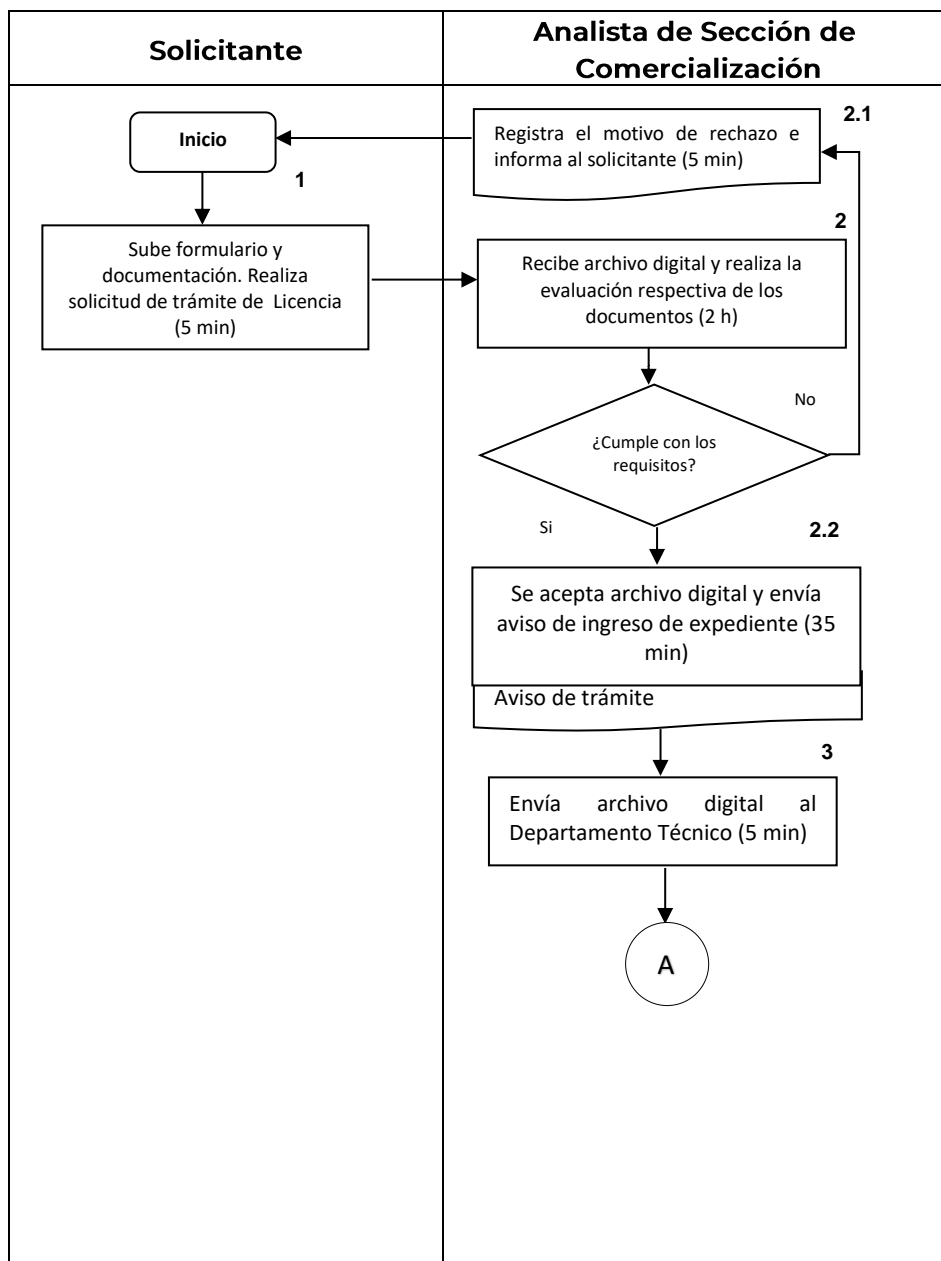 Solicitante
Analista de Sección de
Comercialización
Inicio
1
Sube formulario y
documentación. Realiza
solicitud de trámite de Licencia
(5 min)
2.1
Registra el motivo de rechazo e
informa al solicitante (5 min)
2
Recibe archivo digital y realiza la
evaluación respectiva de los
documentos (2 h)
No
¿Cumple con los
requisitos?
Si
2.2
Se acepta archivo digital y envía
aviso de ingreso de expediente (35
min)
Aviso de trámite
3
Envía archivo digital al
Departamento Técnico (5 min)
A